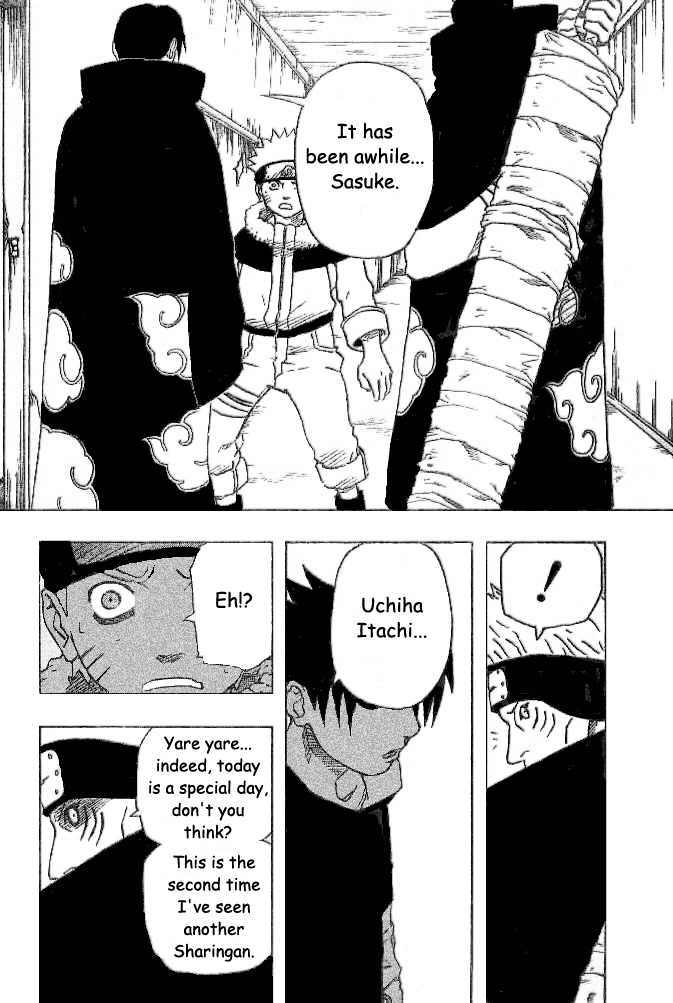 It has
been awhile...
Sasuke.
!
Uchiha
Itachi...
Eh!?
Yare yare...
indeed, today
is a special day,
don't you
think?
This is the
second time
I've seen
another
Sharingan.